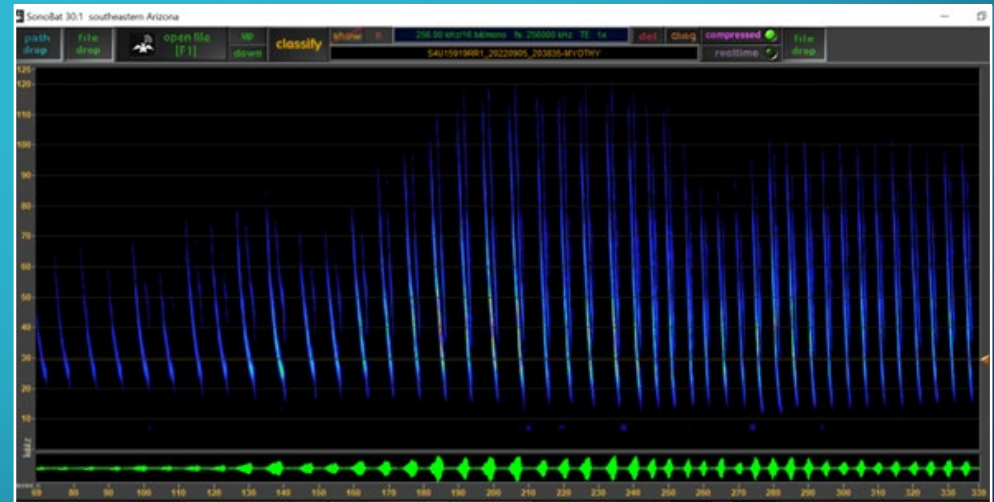 SonoBat 30.1 southeastern Arizona
path drop
file drop
open file [F1]
up
down
classify
show n
256.00 kHz/16 bit/mono fs 256000 kHz TE: 1x
S4U15919RR1_20220905_203835-MYOTHY
del
compressed
realtime
file drop
125
120
100
90
80
70
60
50
40
30
20
10
kHz
69 80 90 100 110 120 130 140 150 160 170 180 190 200 210 220 230 240 250 260 270 280 290 300 310 320 330 338